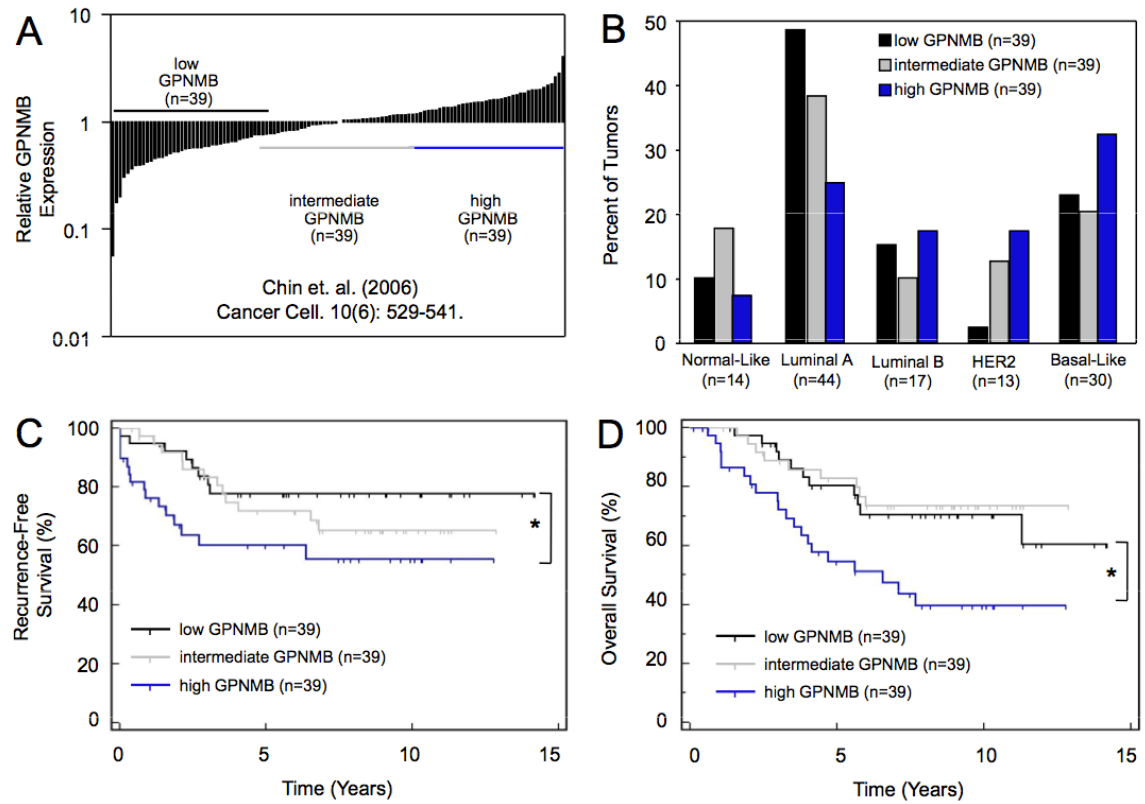 A
10
1
0.1
0.01
Relative GPNMB
Expression
low
GPNMB
(n=39)
intermediate
GPNMB
(n=39)
high
GPNMB
(n=39)
Chin et. al. (2006)
Cancer Cell. 10(6): 529-541.
B
50
40
30
20
10
0
Percent of Tumors
low GPNMB (n=39)
intermediate GPNMB (n=39)
high GPNMB (n=39)
Normal-Like
(n=14)
Luminal A
(n=44)
Luminal B
(n=17)
HER2
(n=13)
Basal-Like
(n=30)
C
100
80
60
40
20
0
Recurrence-Free
Survival (%)
*
low GPNMB (n=39)
intermediate GPNMB (n=39)
high GPNMB (n=39)
0
5
10
15
Time (Years)
D
100
80
60
40
20
0
Overall Survival (%)
*
low GPNMB (n=39)
intermediate GPNMB (n=39)
high GPNMB (n=39)
0
5
10
15
Time (Years)